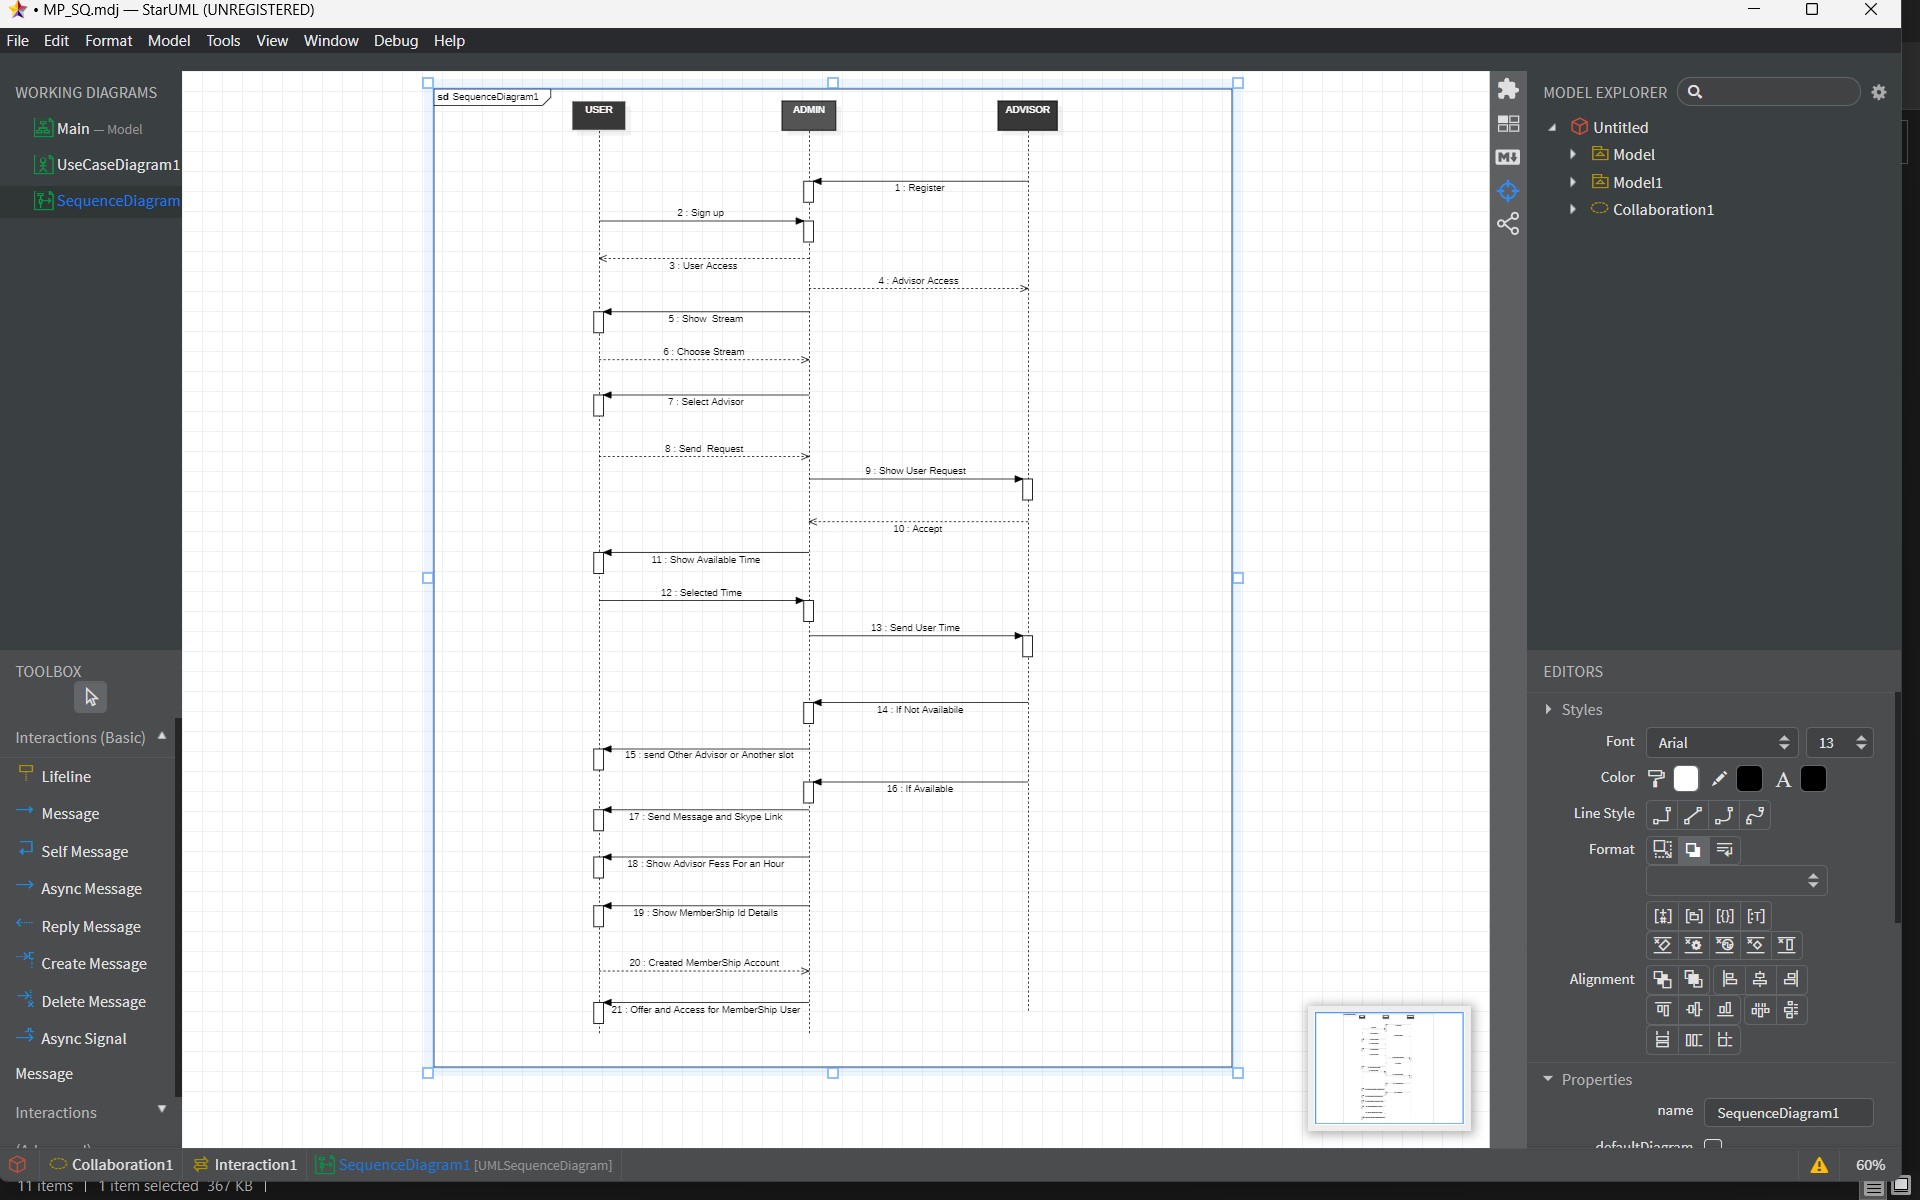 • MP_SQ.mdj — StarUML (UNREGISTERED)
File Edit Format Model Tools View Window Debug Help
WORKING DIAGRAMS
Main — Model
UseCaseDiagram1
SequenceDiagram
TOOLBOX
Interactions (Basic)
Lifeline
Message
Self Message
Async Message
Reply Message
Create Message
Delete Message
Async Signal
Message
Interactions
sd SequenceDiagram1
USER
ADMIN
ADVISOR
1 : Register
2 : Sign up
3 : User Access
4 : Advisor Access
5 : Show Stream
6 : Choose Stream
7 : Select Advisor
8 : Send Request
9 : Show User Request
10 : Accept
11 : Show Available Time
12 : Selected Time
13 : Send User Time
14 : If Not Availabile
15 : send Other Advisor or Another slot
16 : If Available
17 : Send Message and Skype Link
18 : Show Advisor Fess For an Hour
19 : Show MemberShip Id Details
20 : Created MemberShip Account
21 : Offer and Access for MemberShip User
MODEL EXPLORER
Untitled
Model
Model1
Collaboration1
EDITORS
Styles
Font Arial 13
Color A
Line Style
Format
Alignment
Properties
name SequenceDiagram1
defaultDiagram
Collaboration1 Interaction1 SequenceDiagram1 [UMLSequenceDiagram]
60%
11 items 1 item selected 367 KB